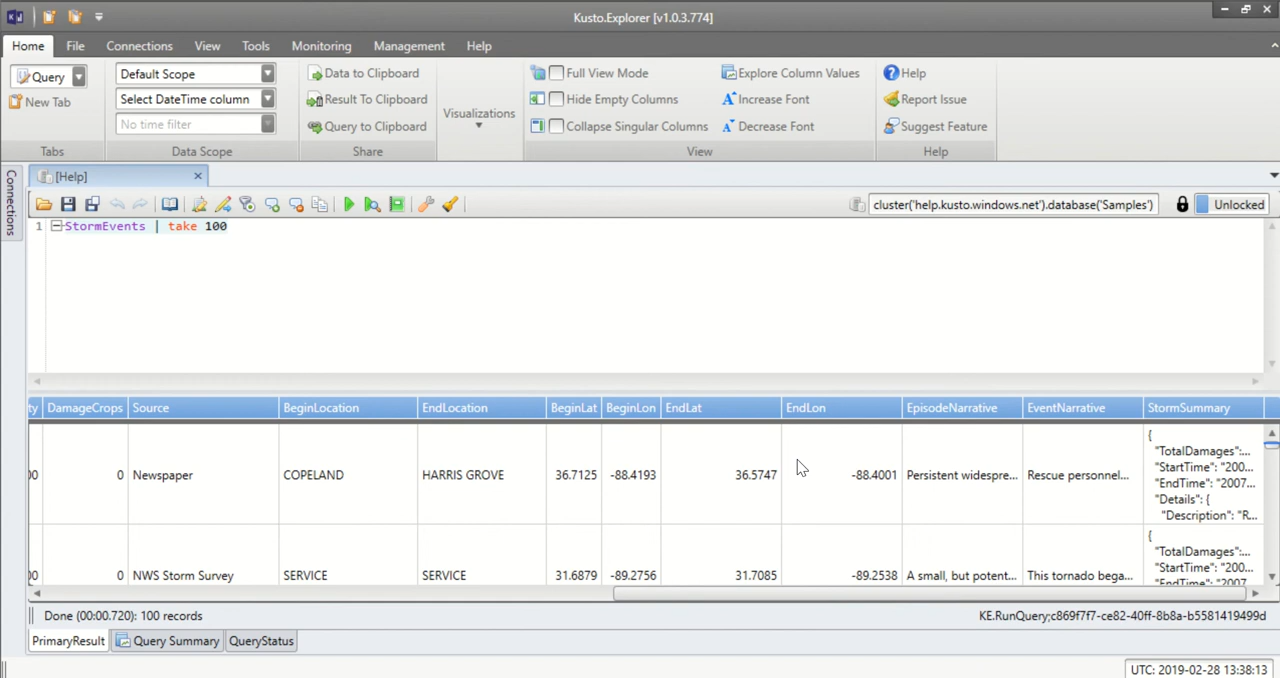 Kusto.Explorer [v1.0.3.774]
Home File Connections View Tools Monitoring Management Help
Query Default Scope Data to Clipboard Full View Mode Explore Column Values Help
New Tab Select DateTime column Result To Clipboard Visualizations Hide Empty Columns Increase Font Report Issue
No time filter Query to Clipboard Collapse Singular Columns Decrease Font Suggest Feature
Tabs Data Scope Share View Help
Connections
[Help]
cluster('help.kusto.windows.net').database('Samples') Unlocked
1 StormEvents | take 100
ty DamageCrops Source BeginLocation EndLocation BeginLat BeginLon EndLat EndLon EpisodeNarrative EventNarrative StormSummary
{
"TotalDamages":...
"StartTime": "200...
00 0 Newspaper COPELAND HARRIS GROVE 36.7125 -88.4193 36.5747 -88.4001 Persistent widespre... Rescue personnel... "EndTime": "2007...
"Details": {
"Description": "R...
{
"TotalDamages":...
"StartTime": "200...
00 0 NWS Storm Survey SERVICE SERVICE 31.6879 -89.2756 31.7085 -89.2538 A small, but potent... This tornado bega... "EndTime": "2007
Done (00:00.720): 100 records KE.RunQuery;c869f7f7-ce82-40ff-8b8a-b5581419499d
PrimaryResult Query Summary QueryStatus
UTC: 2019-02-28 13:38:13